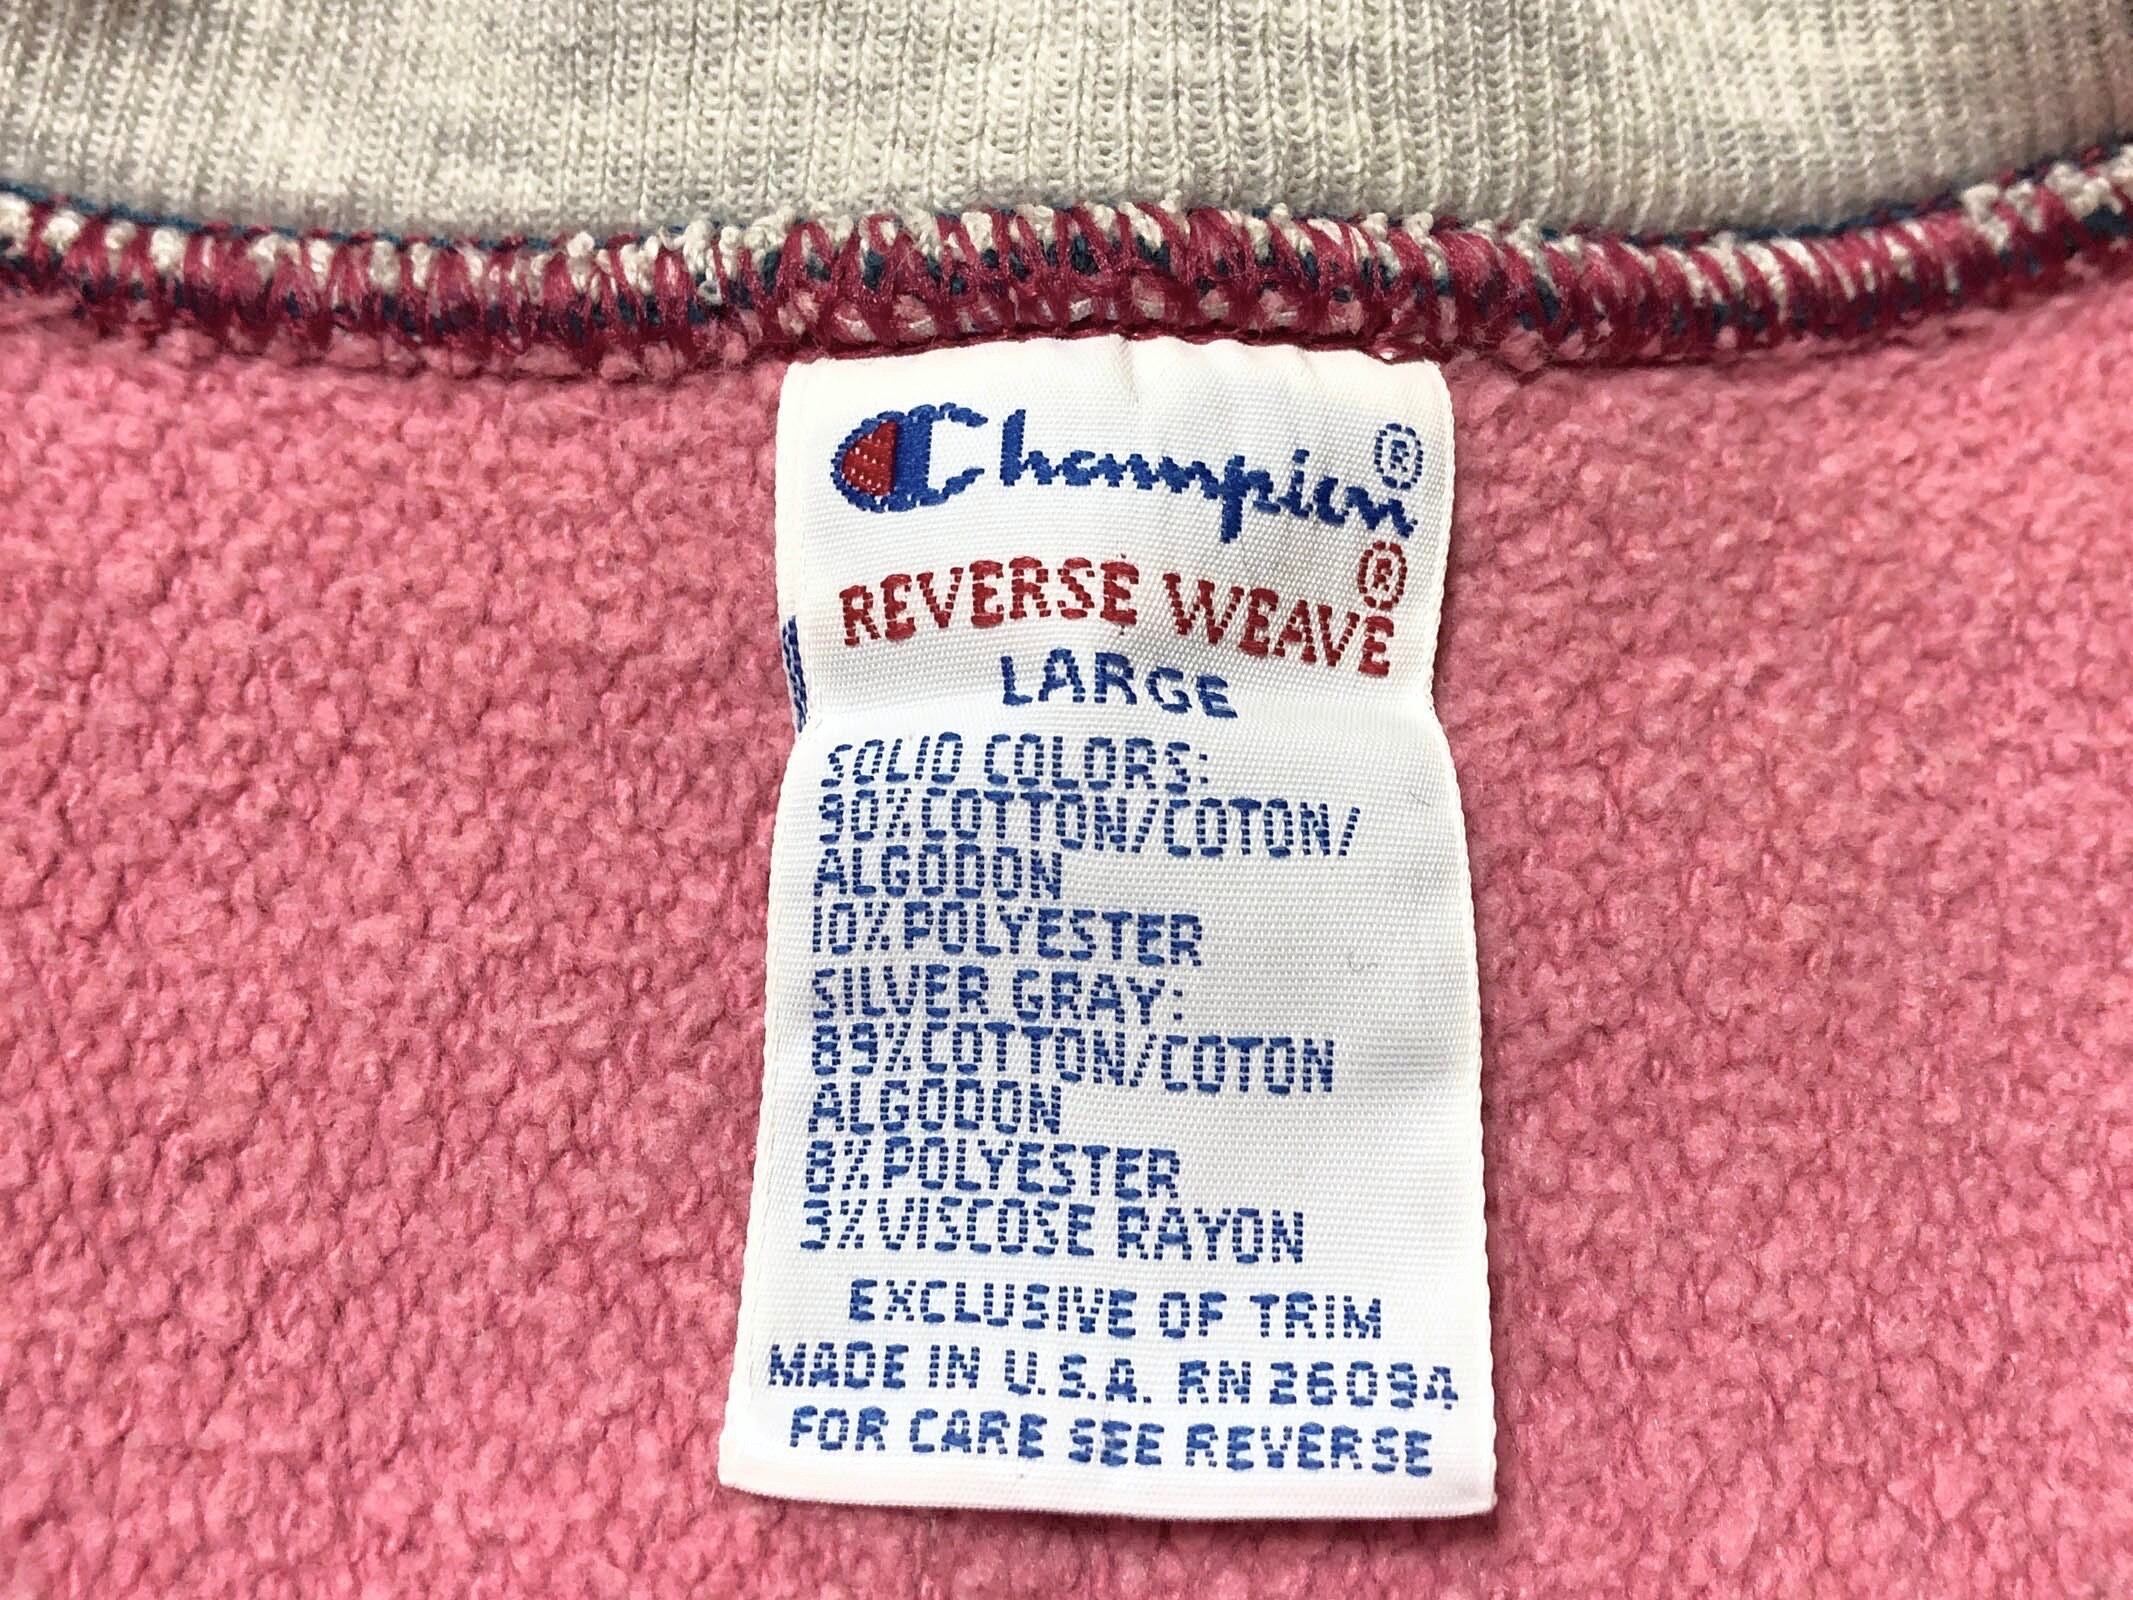 Champion®
REVERSE WEAVE®
LARGE
SOLID COLORS:
90% COTTON/COTON/
ALGODON
10% POLYESTER
SILVER GRAY:
89% COTTON/COTON
ALGODON
8% POLYESTER
3% VISCOSE RAYON
EXCLUSIVE OF TRIM
MADE IN U.S.A. RN 26094
FOR CARE SEE REVERSE